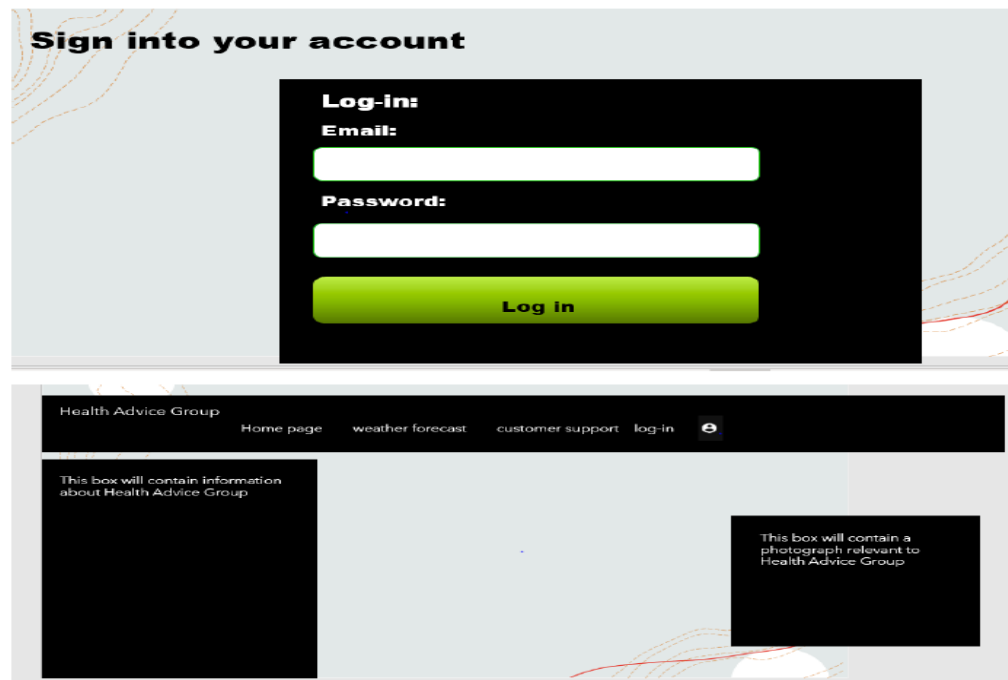 Sign into your account
Log-in:
Email:
Password:
Log in
Health Advice Group
Home page weather forecast customer support log-in
This box will contain information
about Health Advice Group
This box will contain a
photograph relevant to
Health Advice Group